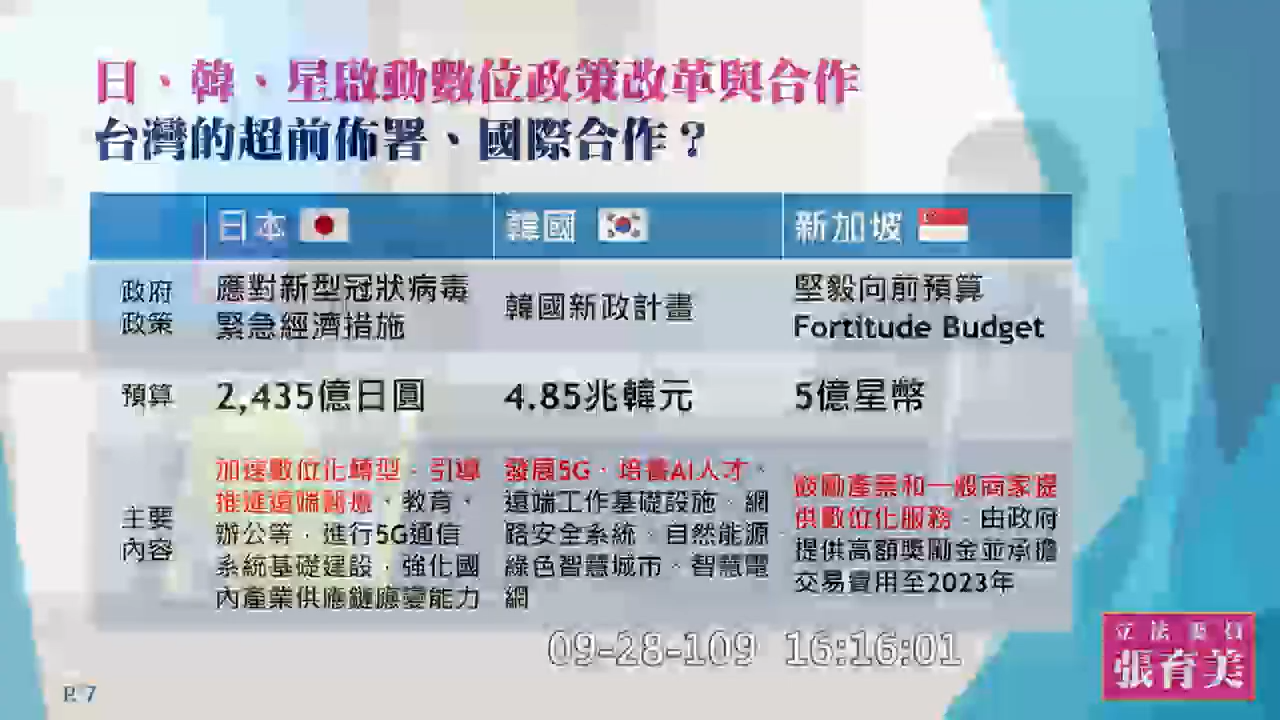 日、韓、星啟動數位政策改革與合作
台灣的超前佈署、國際合作？
日本 韓國 新加坡
政府
政策
應對新型冠狀病毒
緊急經濟措施
韓國新政計畫
堅毅向前預算
Fortitude Budget
預算 2,435億日圓 4.85兆韓元 5億星幣
主要
內容
加速數位化轉型，引導
推進遠端醫療、教育、
辦公等，進行5G通信
系統基礎建設，強化國
內產業供應鏈應變能力
發展5G、培養AI人才、
遠端工作基礎設施、網
路安全系統、自然能源、
綠色智慧城市、智慧電
網
鼓勵產業和一般商家提
供數位化服務，由政府
提供高額獎勵金並承擔
交易費用至2023年
09-28-109 16:16:01
立法委員
張育美
P. 7